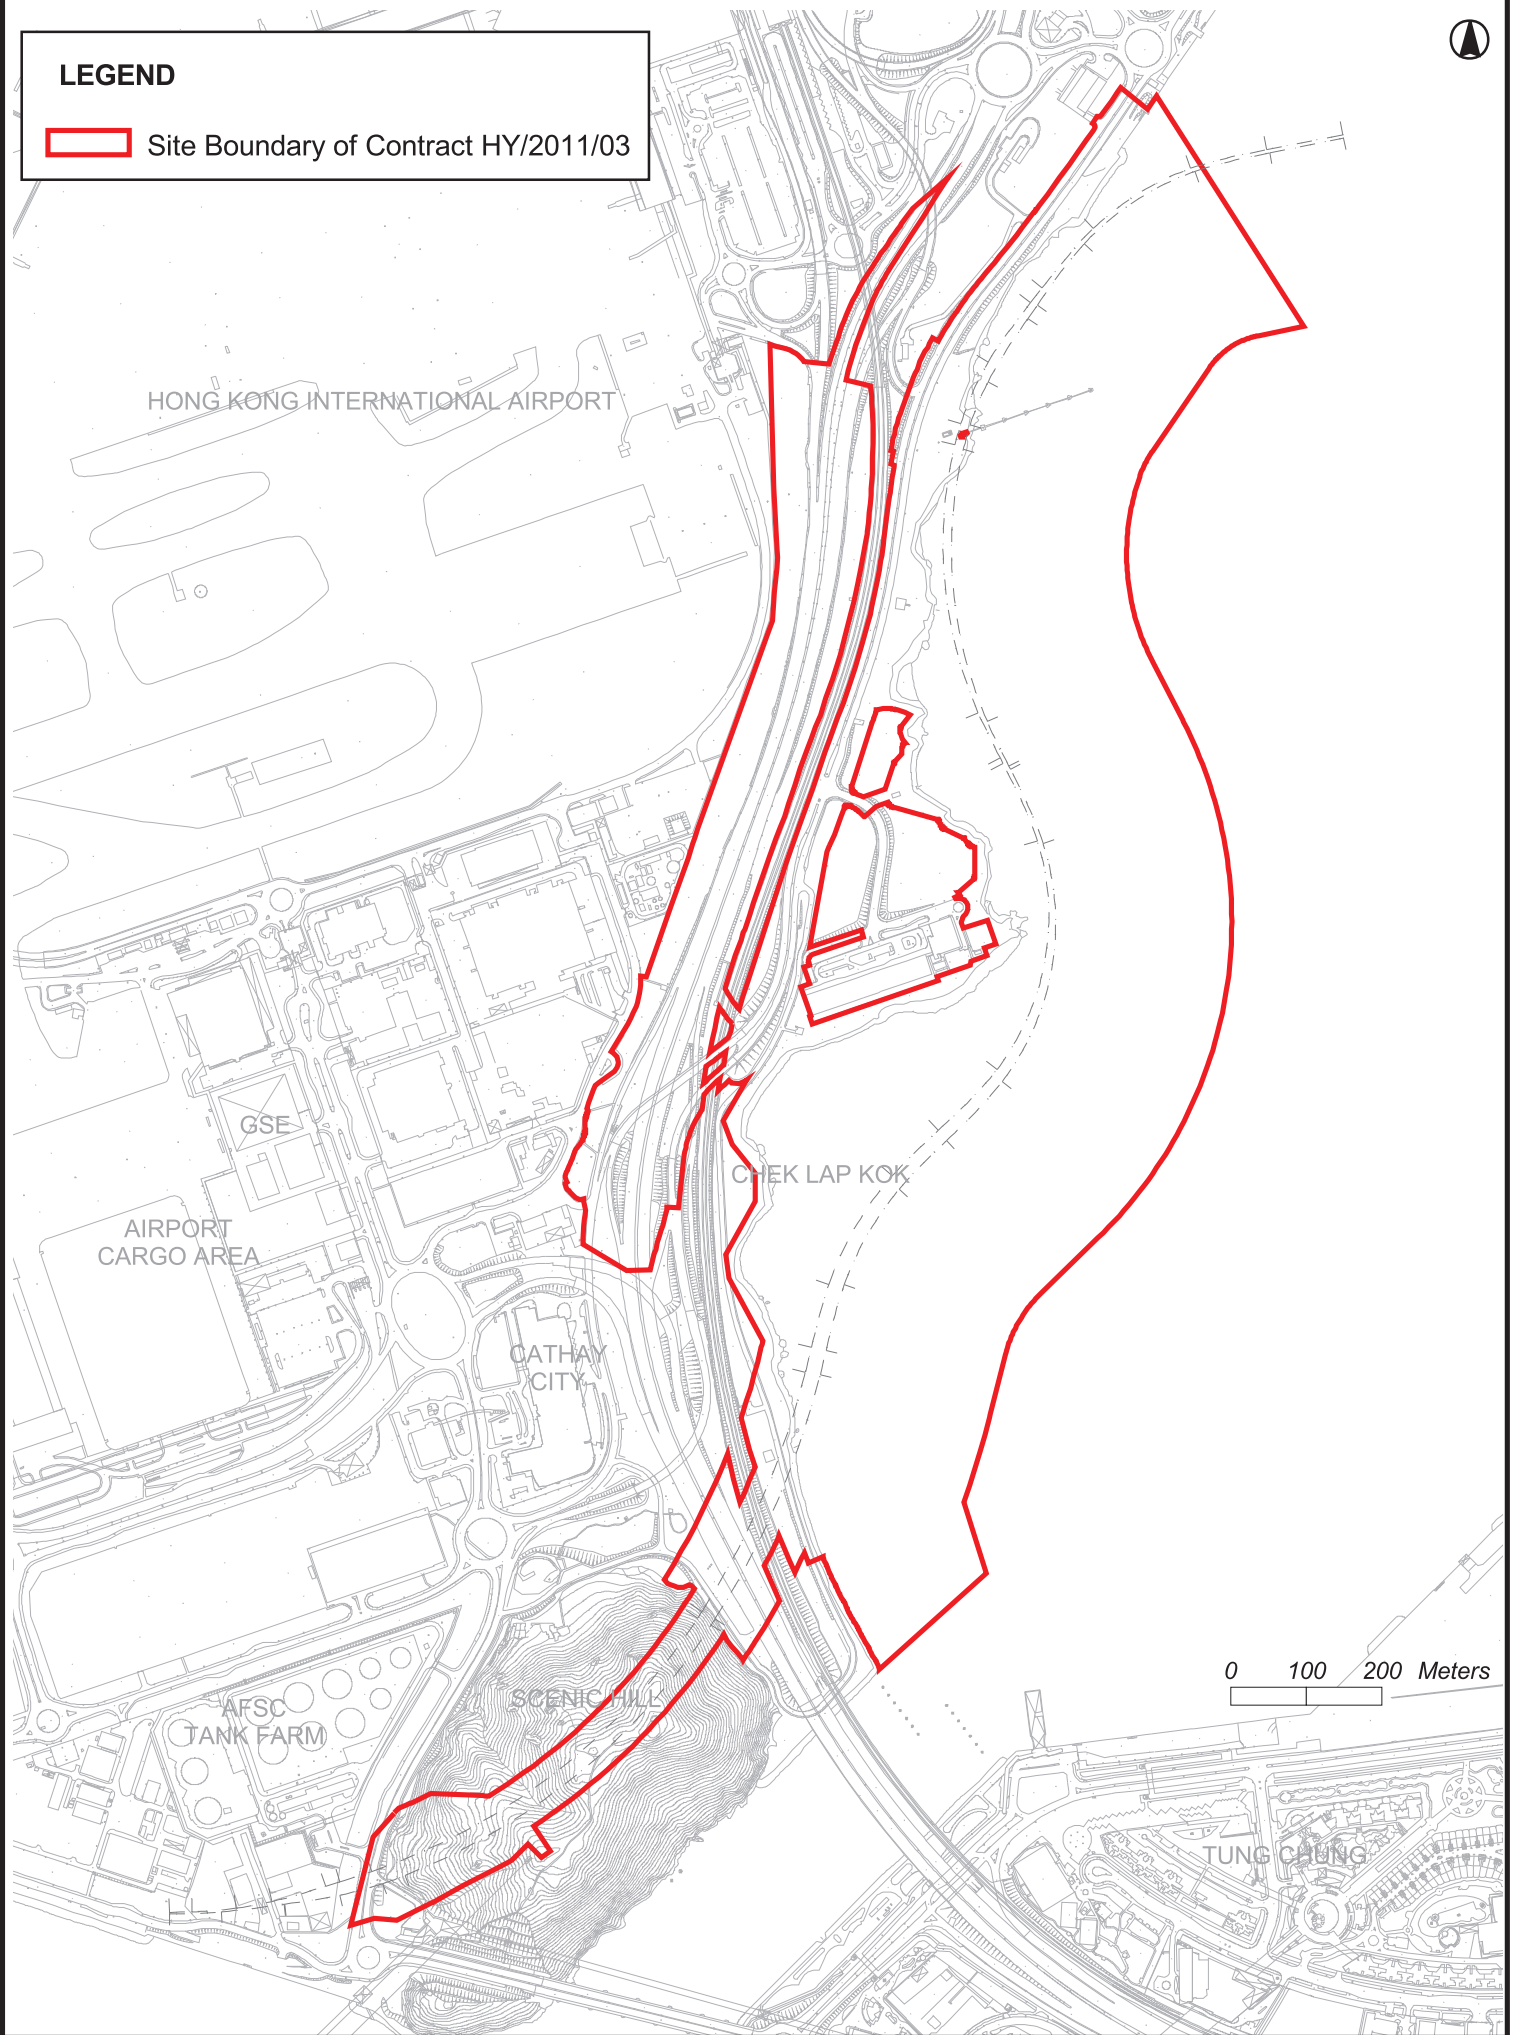 LEGEND
Site Boundary of Contract HY/2011/03
HONG KONG INTERNATIONAL AIRPORT
GSE
CHEK LAP KOK
AIRPORT
CARGO AREA
CATHAY
CITY
SCENIC HILL
AFSC
TANK FARM
0 100 200 Meters
TUNG CHUNG